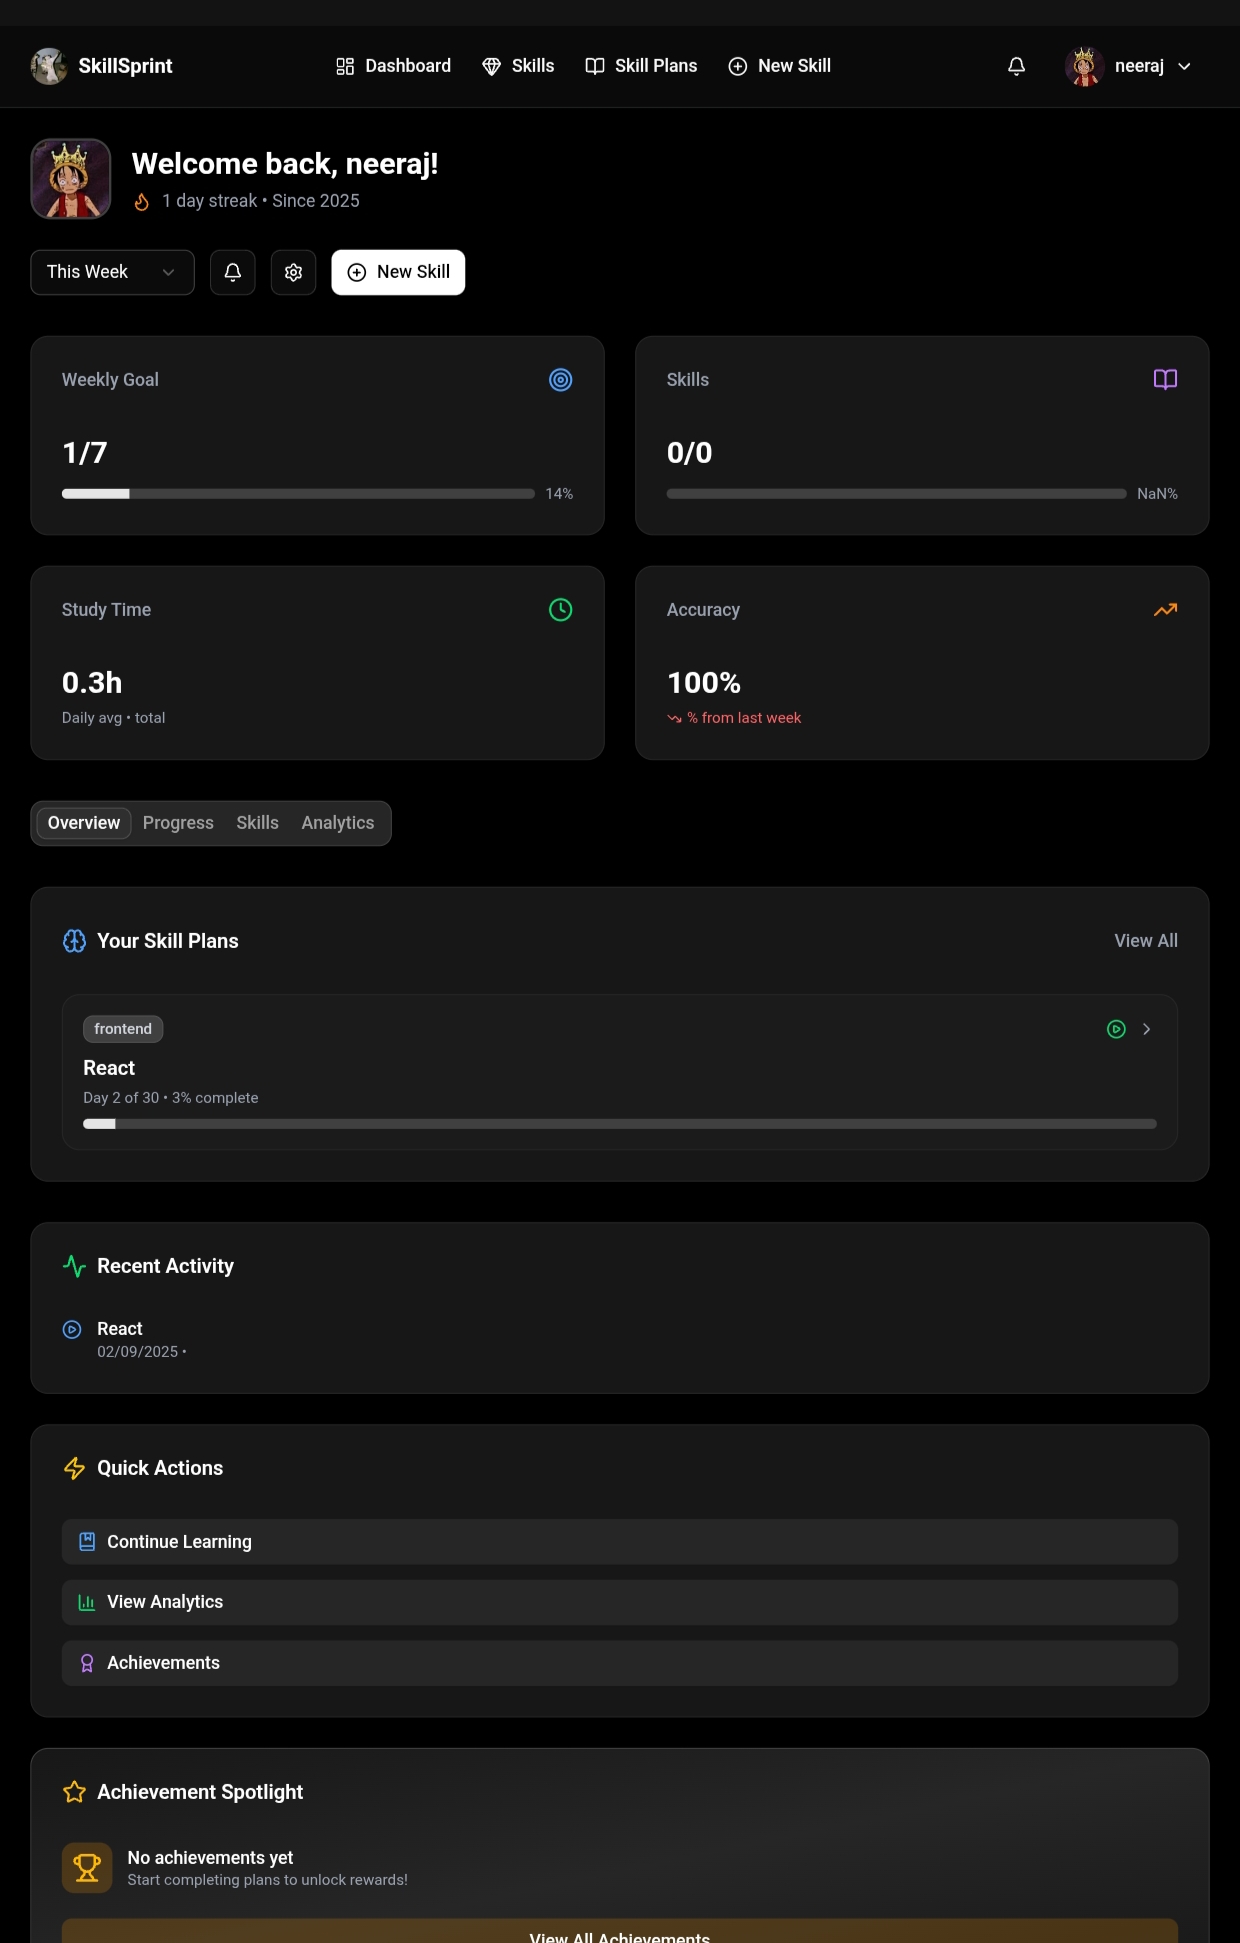 SkillSprint
Dashboard
Skills
Skill Plans
New Skill
neeraj
Welcome back, neeraj!
1 day streak • Since 2025
This Week
New Skill
Weekly Goal
1/7
14%
Skills
0/0
NaN%
Study Time
0.3h
Daily avg • total
Accuracy
100%
% from last week
Overview
Progress
Skills
Analytics
Your Skill Plans
View All
frontend
React
Day 2 of 30 • 3% complete
Recent Activity
React
02/09/2025 •
Quick Actions
Continue Learning
View Analytics
Achievements
Achievement Spotlight
No achievements yet
Start completing plans to unlock rewards!
View All Achievements